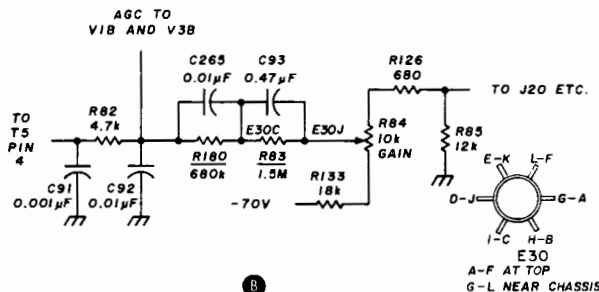 AGC TO
V1B AND V3B
C265
0.01µF
C93
0.47µF
R126
680
TO J20 ETC.
TO
T5
PIN
4
R82
4.7k
E30C
E30J
R84
10k
GAIN
R85
12k
R180
680k
R83
1.5M
R133
18k
-70V
C91
0.001µF
C92
0.01µF
E-K
L-F
D-J
G-A
I-C
H-B
E30
A-F AT TOP
G-L NEAR CHASSIS
B